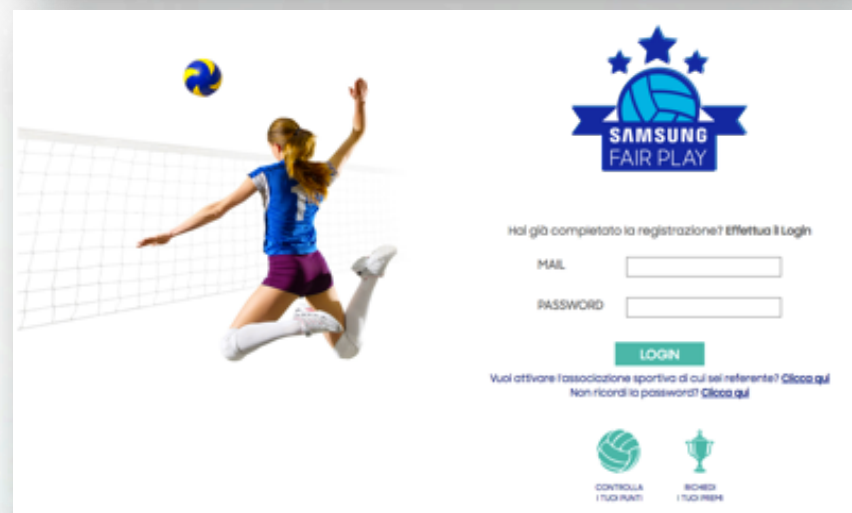 SAMSUNG
FAIR PLAY
Hai già completato la registrazione? Effettua il Login
MAIL
PASSWORD
LOGIN
Vuoi attivare l'associazione sportiva di cui sei referente? Clicca qui
Non ricordi la password? Clicca qui
CONTROLLA
I TUOI PUNTI
RICHIEDI
I TUOI PREMI